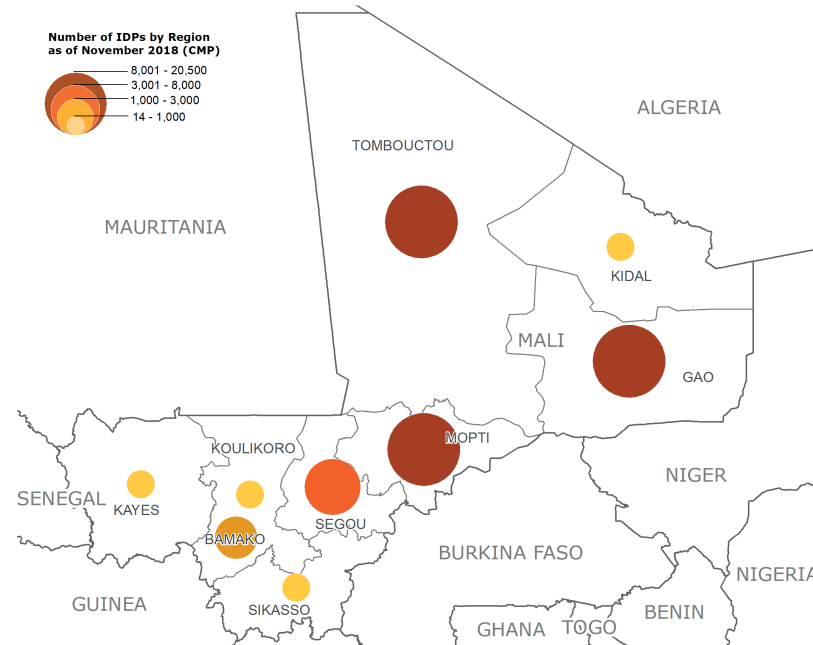 Number of IDPs by Region
as of November 2018 (CMP)
8,001 - 20,500
3,001 - 8,000
1,000 - 3,000
14 - 1,000
ALGERIA
TOMBOUCTOU
MAURITANIA
KIDAL
MALI
GAO
MOPTI
KOULIKORO
NIGER
SENEGAL
KAYES
SEGOU
BAMAKO
BURKINA FASO
NIGERIA
GUINEA
SIKASSO
BENIN
GHANA
TOGO